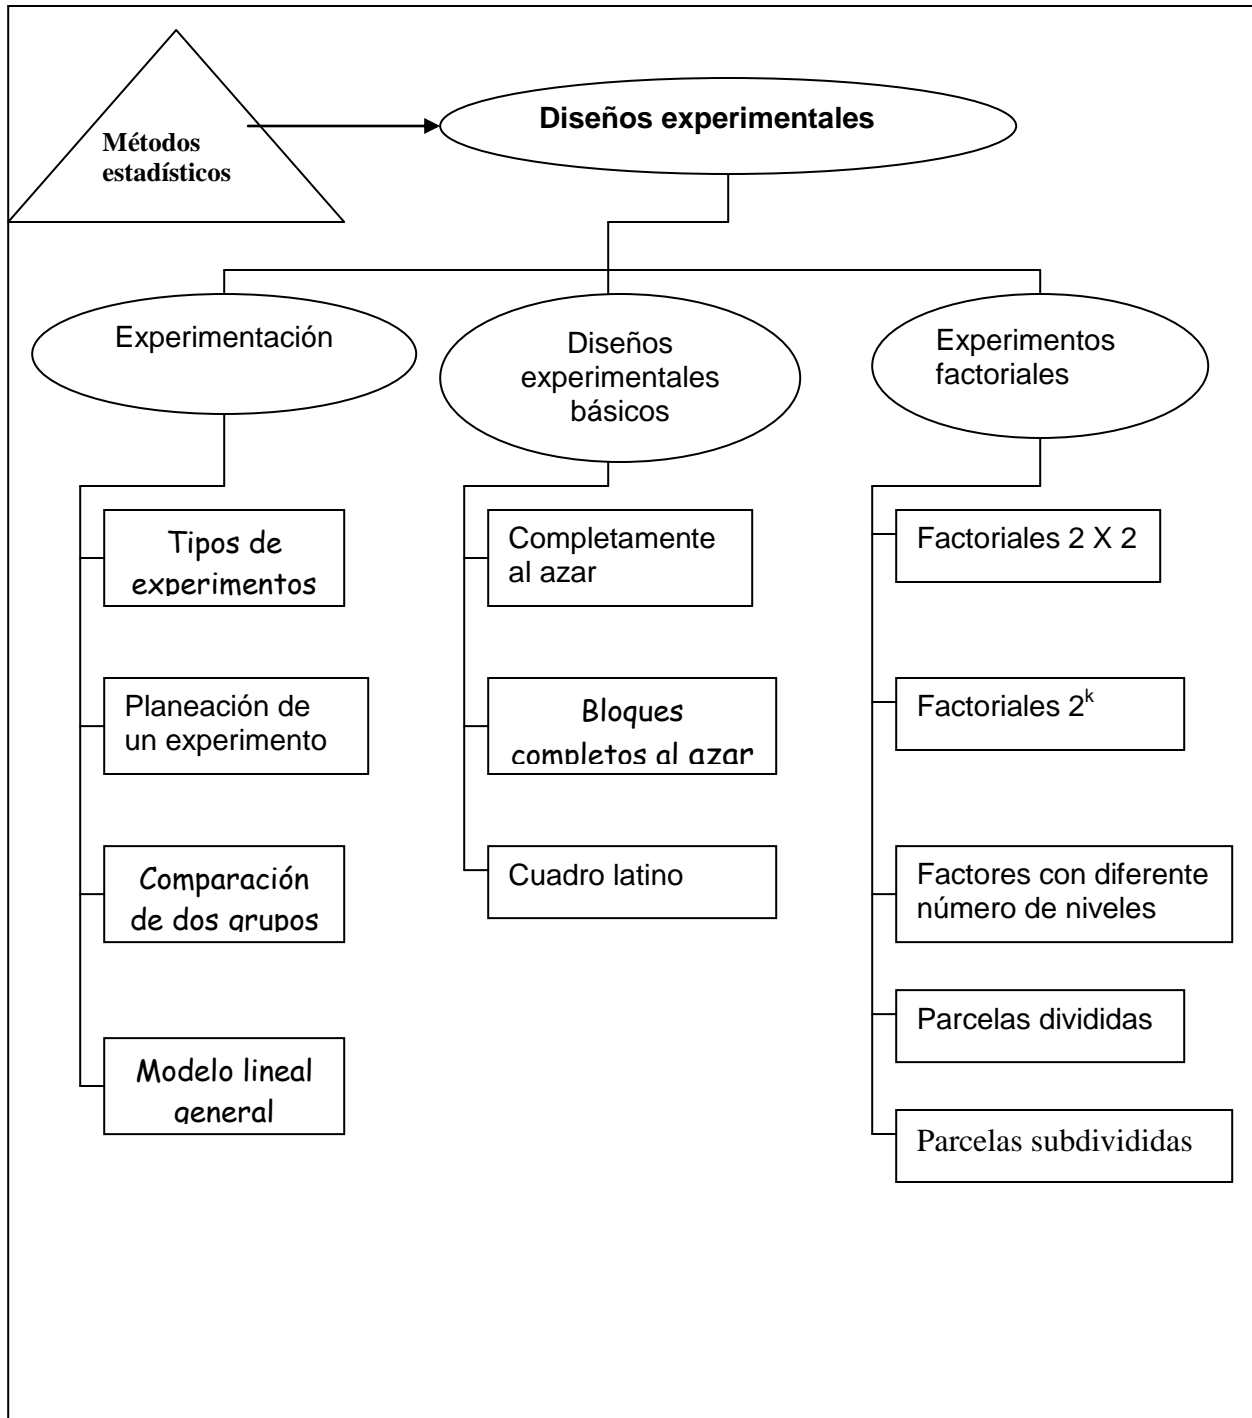 Métodos
estadísticos
Diseños experimentales
Experimentación
Diseños
experimentales
básicos
Experimentos
factoriales
Tipos de
experimentos
Planeación de
un experimento
Comparación
de dos grupos
Modelo lineal
general
Completamente
al azar
Bloques
completos al azar
Cuadro latino
Factoriales 2 X 2
Factoriales 2^k
Factores con diferente
número de niveles
Parcelas divididas
Parcelas subdivididas